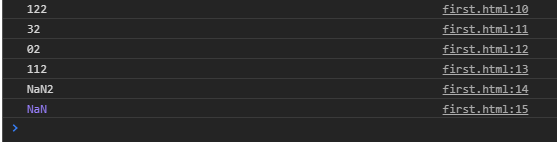 122 first.html:10
32 first.html:11
02 first.html:12
112 first.html:13
NaN2 first.html:14
NaN first.html:15
>